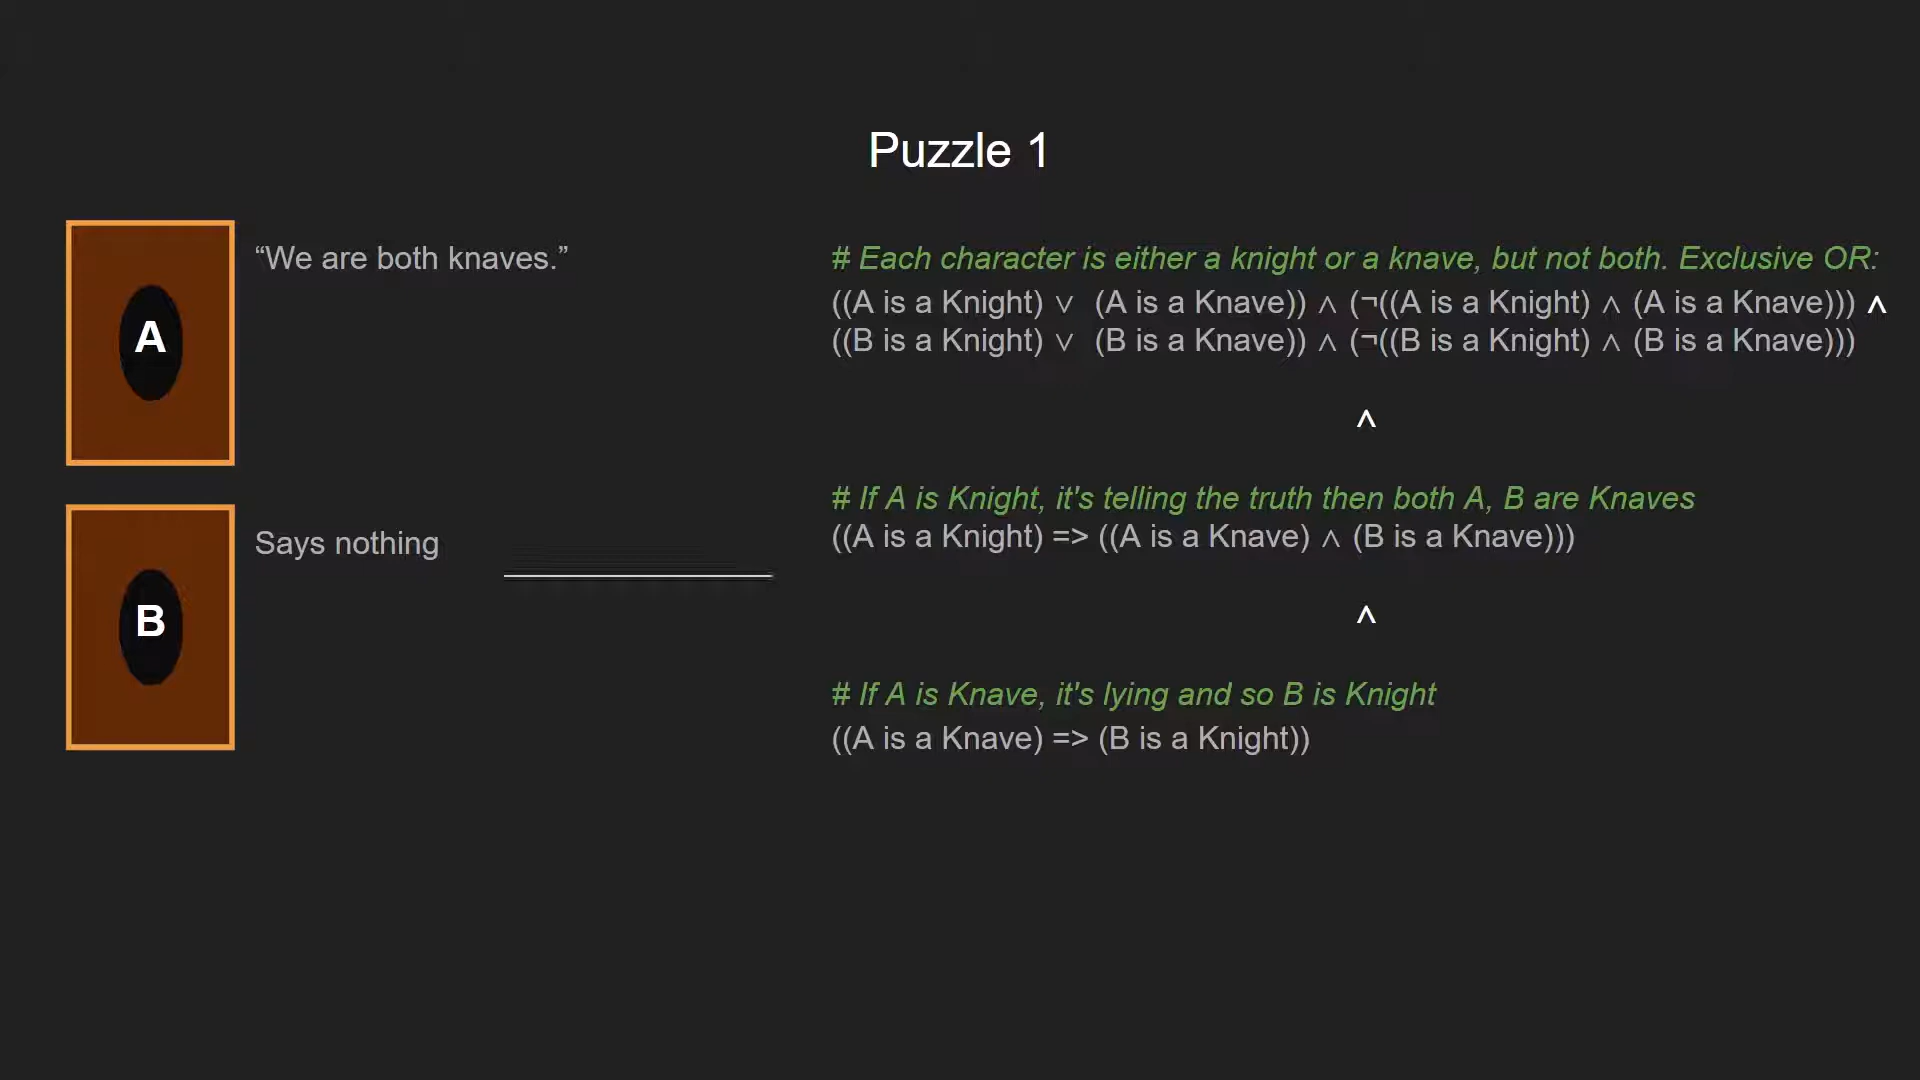 Puzzle 1
A
“We are both knaves.”
B
Says nothing
# Each character is either a knight or a knave, but not both. Exclusive OR:
((A is a Knight) ∨ (A is a Knave)) ∧ (¬((A is a Knight) ∧ (A is a Knave))) ∧
((B is a Knight) ∨ (B is a Knave)) ∧ (¬((B is a Knight) ∧ (B is a Knave)))
∧
# If A is Knight, it's telling the truth then both A, B are Knaves
((A is a Knight) => ((A is a Knave) ∧ (B is a Knave)))
∧
# If A is Knave, it's lying and so B is Knight
((A is a Knave) => (B is a Knight))